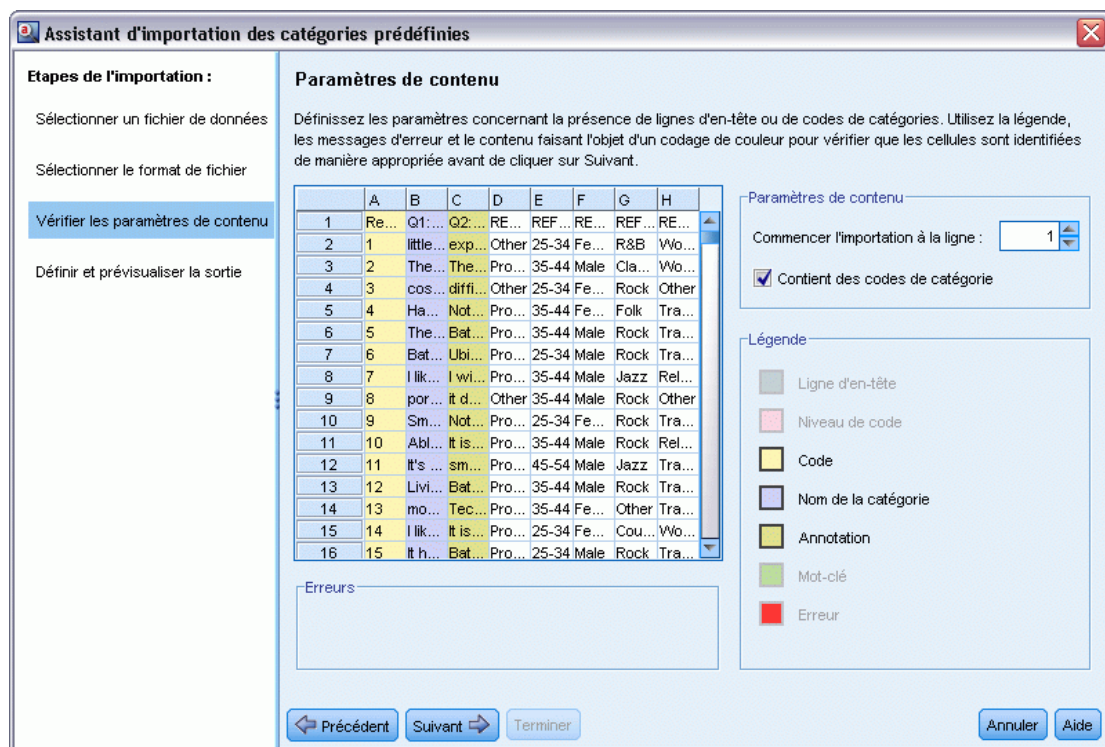 Assistant d'importation des catégories prédéfinies
Etapes de l'importation :
Sélectionner un fichier de données
Sélectionner le format de fichier
Vérifier les paramètres de contenu
Définir et prévisualiser la sortie
Paramètres de contenu
Définissez les paramètres concernant la présence de lignes d'en-tête ou de codes de catégories. Utilisez la légende,
les messages d'erreur et le contenu faisant l'objet d'un codage de couleur pour vérifier que les cellules sont identifiées
de manière appropriée avant de cliquer sur Suivant.
A B C D E F G H
1 Re... Q1:... Q2:... RE... REF... RE... REF... RE...
2 1 little... exp... Other 25-34 Fe... R&B Wo...
3 2 The... The... Pro... 35-44 Male Cla... Wo...
4 3 cos... diffi... Other 25-34 Fe... Rock Other
5 4 Ha... Not... Pro... 35-44 Fe... Folk Tra...
6 5 The... Bat... Pro... 35-44 Male Rock Tra...
7 6 Bat... Ubi... Pro... 25-34 Male Rock Tra...
8 7 I lik... I wi... Pro... 35-44 Male Jazz Rel...
9 8 por... it d... Other 35-44 Male Rock Other
10 9 Sm... Not... Pro... 25-34 Fe... Rock Tra...
11 10 Abl... It is... Pro... 35-44 Male Rock Rel...
12 11 It's ... sm... Pro... 45-54 Male Jazz Tra...
13 12 Livi... Bat... Pro... 35-44 Male Rock Tra...
14 13 mo... Tec... Pro... 35-44 Fe... Other Tra...
15 14 I lik... It is... Pro... 25-34 Fe... Cou... Wo...
16 15 It h... Bat... Pro... 25-34 Male Rock Tra...
Erreurs
Paramètres de contenu
Commencer l'importation à la ligne : 1
Contient des codes de catégorie
Légende
Ligne d'en-tête
Niveau de code
Code
Nom de la catégorie
Annotation
Mot-clé
Erreur
Précédent Suivant Terminer Annuler Aide